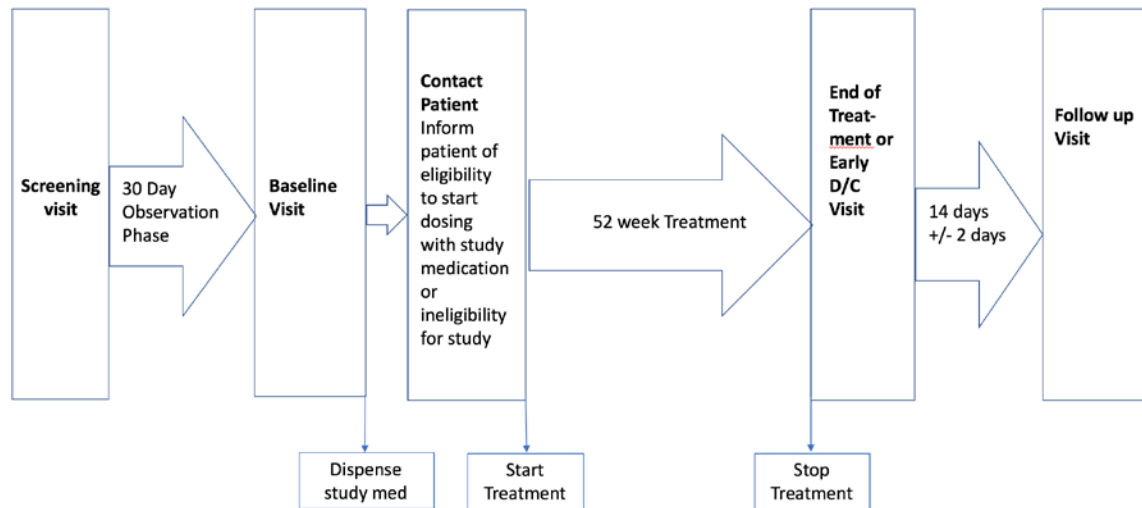 Screening
visit
30 Day
Observation
Phase
Baseline
Visit
Contact
Patient
Inform
patient of
eligibility
to start
dosing
with study
medication
or
ineligibility
for study
52 week Treatment
End of
Treat-
ment or
Early
D/C
Visit
14 days
+/- 2 days
Follow up
Visit
Dispense
study med
Start
Treatment
Stop
Treatment